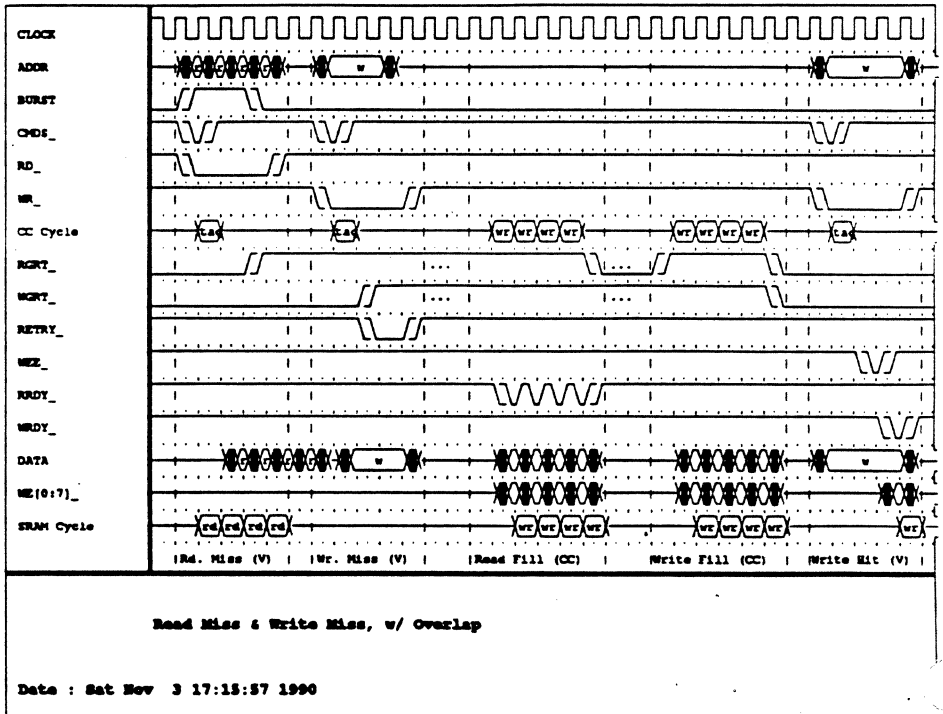 CLOCK
ADDR w w
BURST
CMDS_
RD_
WR_
CC Cycle tag tag wr wr wr wr wr wr wr wr tag
RGRT_ ... ...
WGRT_ ... ...
RETRY_
WEZ_
RRDY_
WRDY_
DATA w w
WE[0:7]_
SRAM Cycle rd rd rd rd wr wr wr wr wr wr wr wr wr
Rd. Miss (V) Wr. Miss (V) Read Fill (CC) Write Fill (CC) Write Hit (V)
Read Miss & Write Miss, w/ Overlap
Date : Sat Nov 3 17:15:57 1990